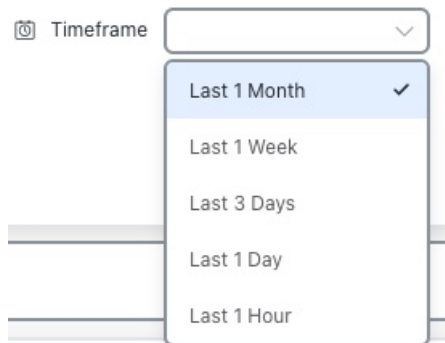 Timeframe
Last 1 Month
Last 1 Week
Last 3 Days
Last 1 Day
Last 1 Hour